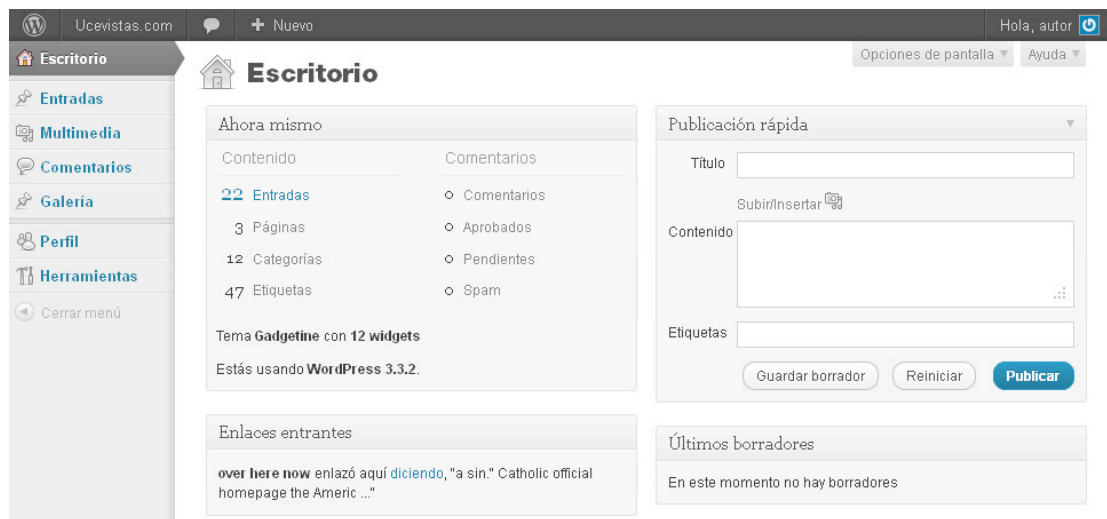 Ucevistas.com
Nuevo
Hola, autor
Escritorio
Entradas
Multimedia
Comentarios
Galería
Perfil
Herramientas
Cerrar menú
Opciones de pantalla
Ayuda
Escritorio
Ahora mismo
Contenido
Comentarios
22 Entradas
0 Comentarios
3 Páginas
0 Aprobados
12 Categorías
0 Pendientes
47 Etiquetas
0 Spam
Tema Gadgetine con 12 widgets
Estás usando WordPress 3.3.2.
Enlaces entrantes
over here now enlazó aquí diciendo, "a sin." Catholic official
homepage the Americ ..."
Publicación rápida
Título
Subir/Insertar
Contenido
Etiquetas
Guardar borrador
Reiniciar
Publicar
Últimos borradores
En este momento no hay borradores